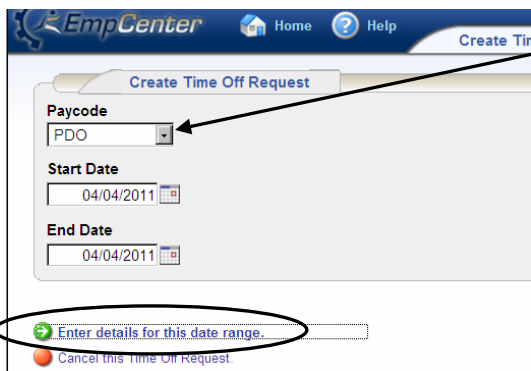 EmpCenter Home Help Create Tim
Create Time Off Request
Paycode
PDO
Start Date
04/04/2011
End Date
04/04/2011
Enter details for this date range.
Cancel this Time Off Request.